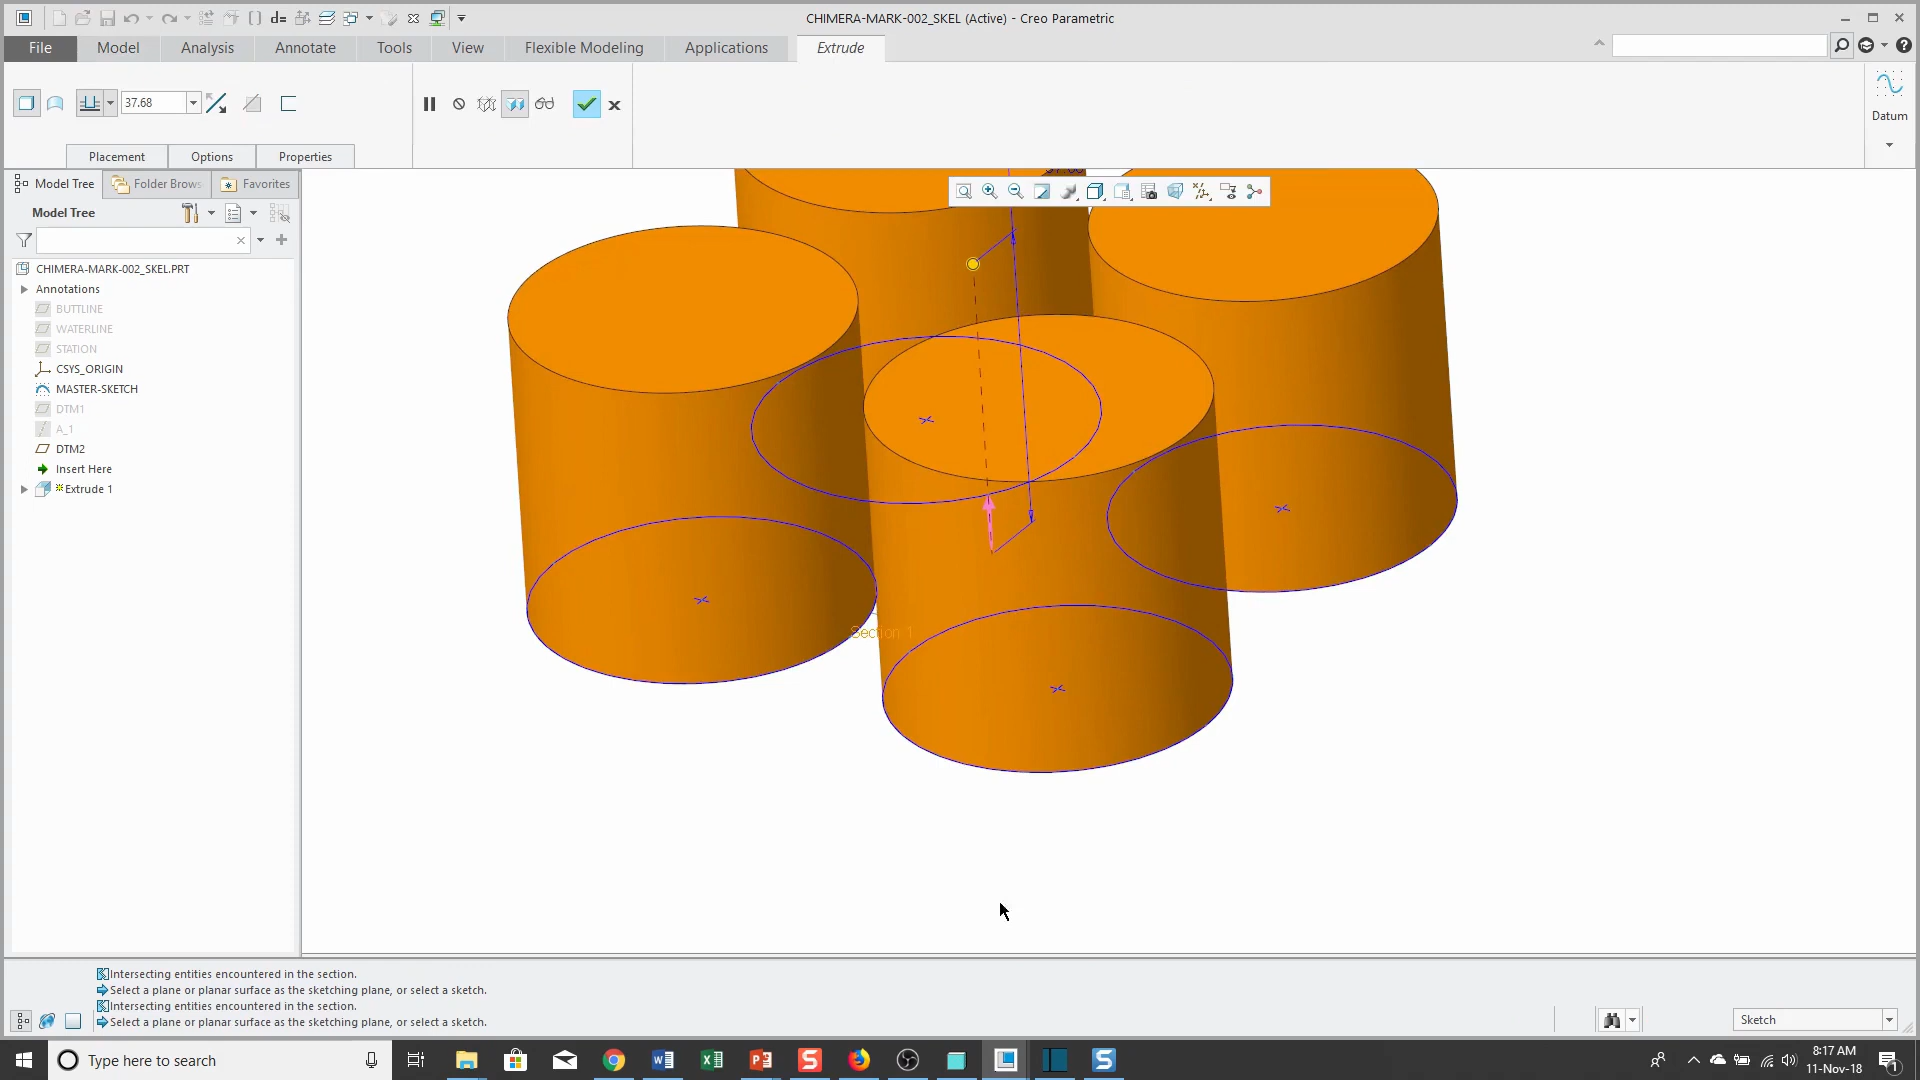 CHIMERA-MARK-002_SKEL (Active) - Creo Parametric
File Model Analysis Annotate Tools View Flexible Modeling Applications Extrude
37.68
Datum
Placement Options Properties
Model Tree Folder Brows Favorites
Model Tree
CHIMERA-MARK-002_SKEL.PRT
Annotations
BUTTLINE
WATERLINE
STATION
CSYS_ORIGIN
MASTER-SKETCH
DTM1
A_1
DTM2
Insert Here
Extrude 1
Section 1
Intersecting entities encountered in the section.
Select a plane or planar surface as the sketching plane, or select a sketch.
Intersecting entities encountered in the section.
Select a plane or planar surface as the sketching plane, or select a sketch.
Sketch
Type here to search
8:17 AM
11-Nov-18